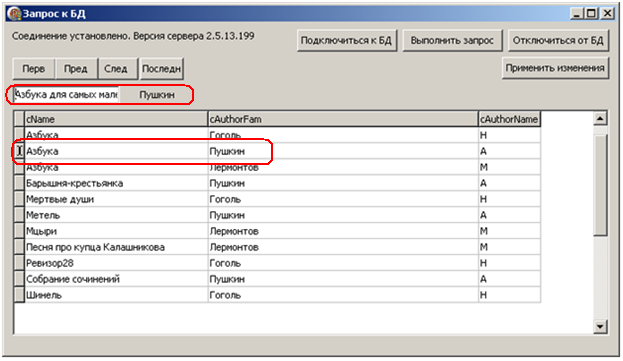 Запрос к БД
Соединение установлено. Версия сервера 2.5.13.199
Подключиться к БД Выполнить запрос Отключиться от БД
Перв Пред След Последн
Применить изменения
Азбука для самых мале Пушкин
cName cAuthorFam cAuthorName
Азбука Гоголь Н
Азбука Пушкин А
Азбука Лермонтов М
Барышня-крестьянка Пушкин А
Мертвые души Гоголь Н
Метель Пушкин А
Мцыри Лермонтов М
Песня про купца Калашникова Лермонтов М
Ревизор28 Гоголь Н
Собрание сочинений Пушкин А
Шинель Гоголь Н